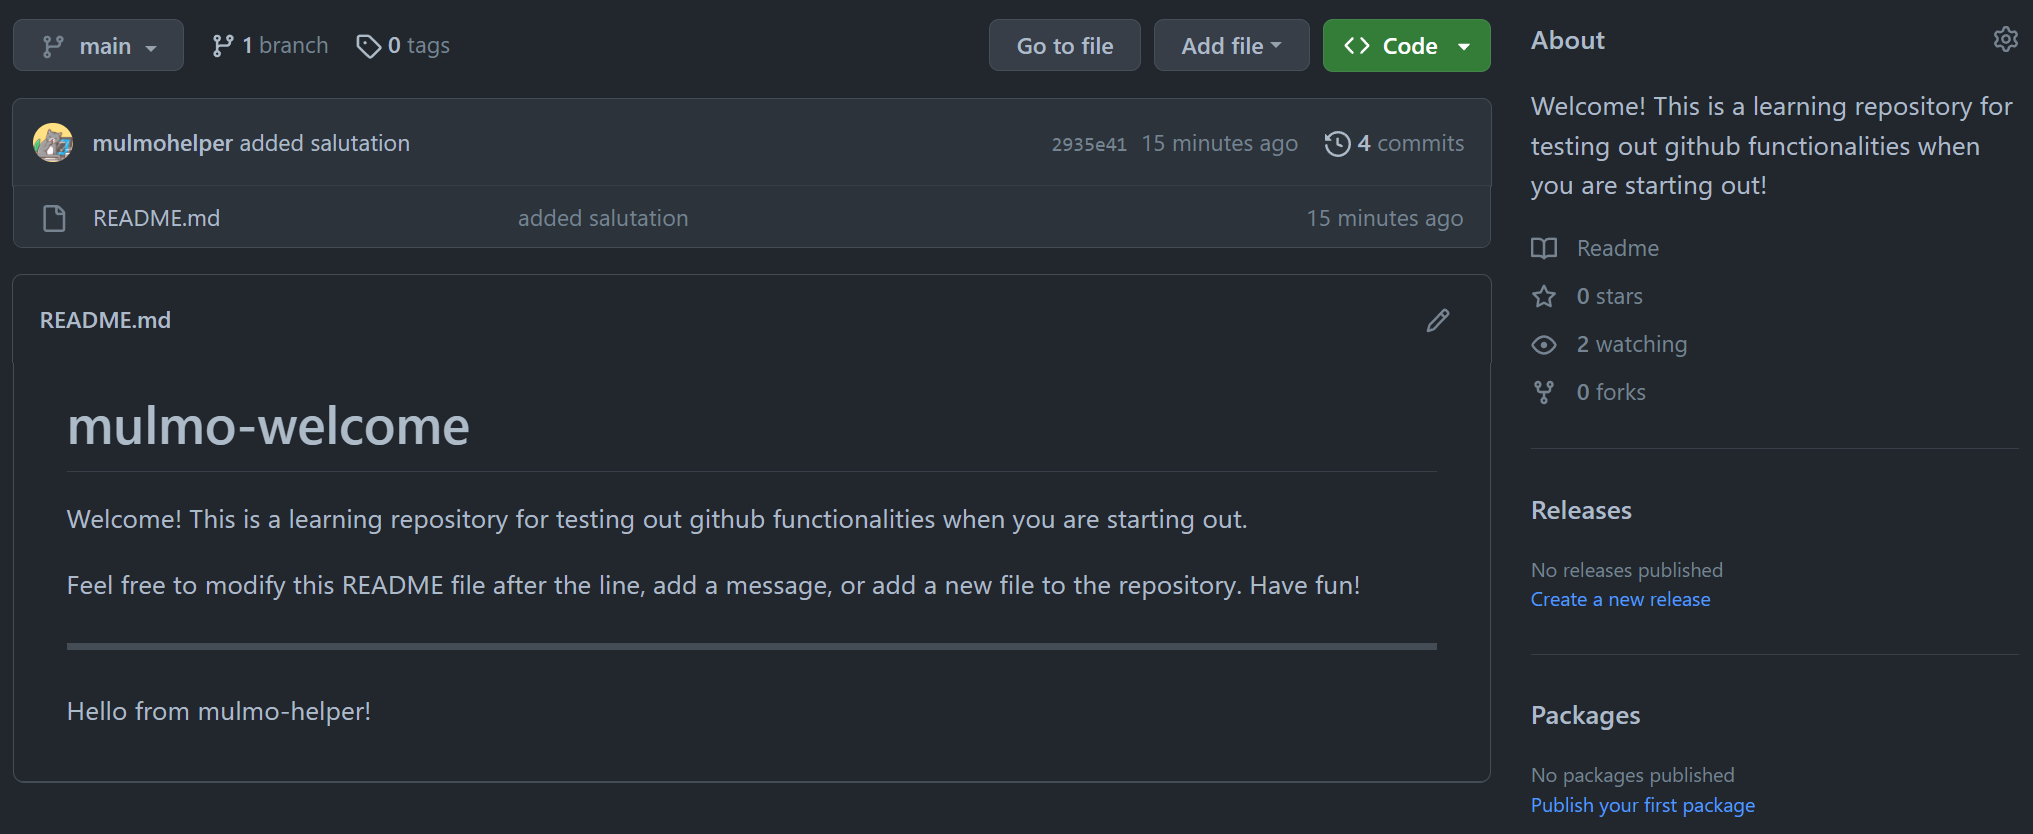 main
1 branch
0 tags
Go to file
Add file
Code
mulmohelper added salutation
2935e41 15 minutes ago
4 commits
README.md
added salutation
15 minutes ago
README.md
mulmo-welcome
Welcome! This is a learning repository for testing out github functionalities when you are starting out.
Feel free to modify this README file after the line, add a message, or add a new file to the repository. Have fun!
Hello from mulmo-helper!
About
Welcome! This is a learning repository for
testing out github functionalities when
you are starting out!
Readme
0 stars
2 watching
0 forks
Releases
No releases published
Create a new release
Packages
No packages published
Publish your first package